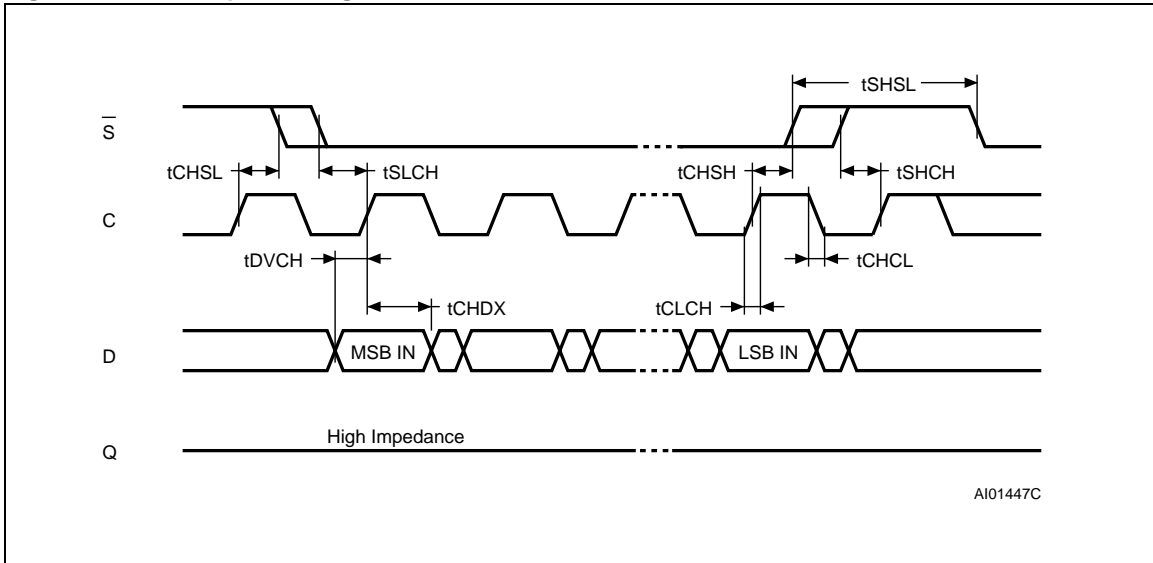 tSHSL
S
tCHSL
tSLCH
tCHSH
tSHCH
C
tDVCH
tCHCL
tCHDX
tCLCH
D
MSB IN
LSB IN
High Impedance
Q
AI01447C